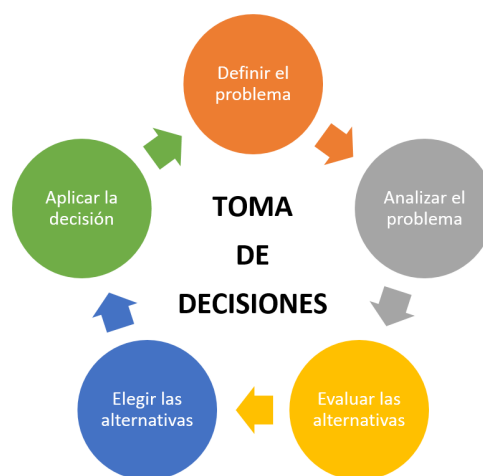 Definir el
problema
Analizar el
problema
Evaluar las
alternativas
Elegir las
alternativas
Aplicar la
decisión
TOMA
DE
DECISIONES